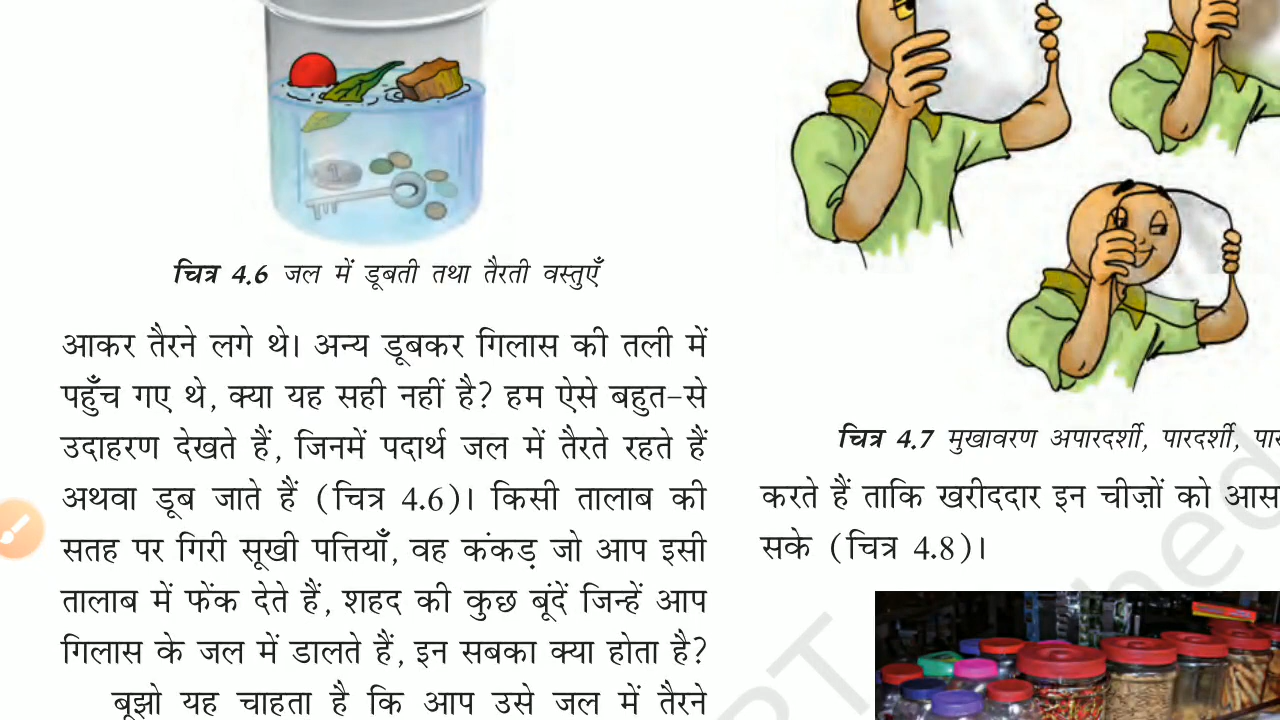 चित्र 4.6 जल में डूबती तथा तैरती वस्तुएँ
आकर तैरने लगे थे। अन्य डूबकर गिलास की तली में
पहुँच गए थे, क्या यह सही नहीं है? हम ऐसे बहुत-से
उदाहरण देखते हैं, जिनमें पदार्थ जल में तैरते रहते हैं
अथवा डूब जाते हैं (चित्र 4.6)। किसी तालाब की
सतह पर गिरी सूखी पत्तियाँ, वह कंकड़ जो आप इसी
तालाब में फेंक देते हैं, शहद की कुछ बूंदें जिन्हें आप
गिलास के जल में डालते हैं, इन सबका क्या होता है?
बूझो यह चाहता है कि आप उसे जल में तैरने
चित्र 4.7 मुखावरण अपारदर्शी, पारदर्शी,
करते हैं ताकि खरीददार इन चीज़ों को
सके (चित्र 4.8)।